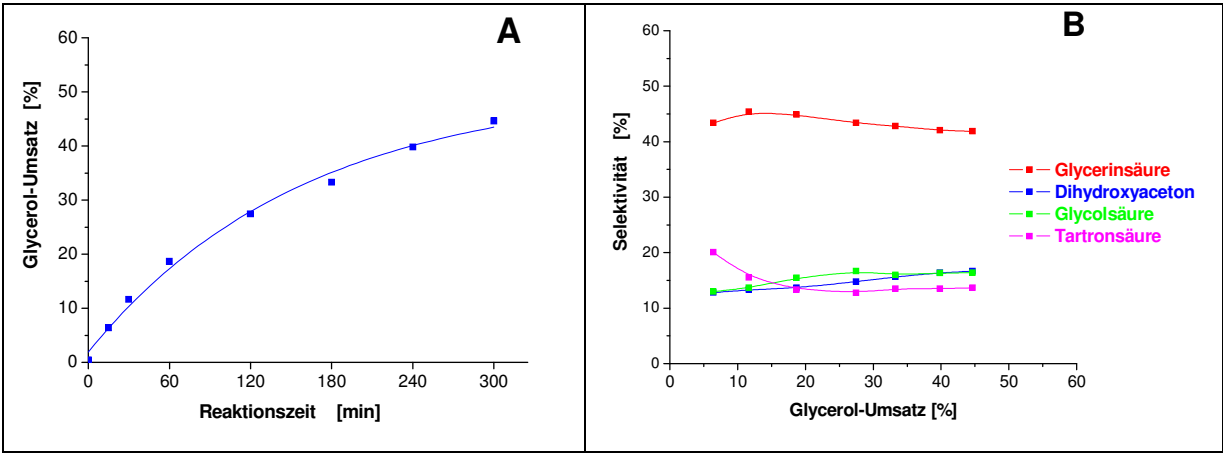 A
60
50
40
30
20
10
0
Glycerol-Umsatz [%]
0 60 120 180 240 300
Reaktionszeit [min]
B
60
50
40
30
20
10
0
Selektivität [%]
Glycerinsäure
Dihydroxyaceton
Glycolsäure
Tartronsäure
0 10 20 30 40 50 60
Glycerol-Umsatz [%]